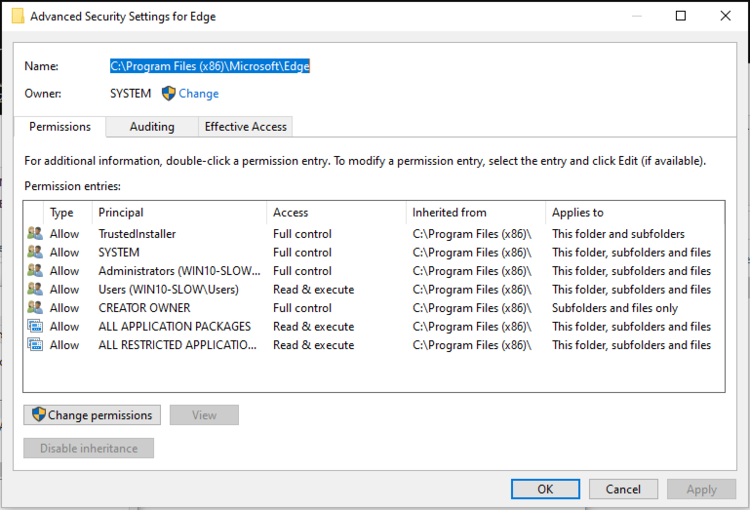 Advanced Security Settings for Edge
Name: C:\Program Files (x86)\Microsoft\Edge
Owner: SYSTEM Change
Permissions Auditing Effective Access
For additional information, double-click a permission entry. To modify a permission entry, select the entry and click Edit (if available).
Permission entries:
Type Principal Access Inherited from Applies to
Allow TrustedInstaller Full control C:\Program Files (x86)\ This folder and subfolders
Allow SYSTEM Full control C:\Program Files (x86)\ This folder, subfolders and files
Allow Administrators (WIN10-SLOW... Full control C:\Program Files (x86)\ This folder, subfolders and files
Allow Users (WIN10-SLOW\Users) Read & execute C:\Program Files (x86)\ This folder, subfolders and files
Allow CREATOR OWNER Full control C:\Program Files (x86)\ Subfolders and files only
Allow ALL APPLICATION PACKAGES Read & execute C:\Program Files (x86)\ This folder, subfolders and files
Allow ALL RESTRICTED APPLICATIO... Read & execute C:\Program Files (x86)\ This folder, subfolders and files
Change permissions View
Disable inheritance
OK Cancel Apply